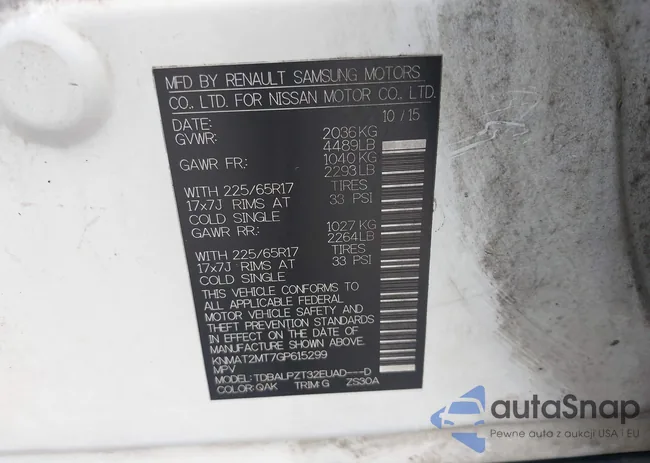 MFD BY RENAULT SAMSUNG MOTORS
CO., LTD. FOR NISSAN MOTOR CO., LTD.
DATE: 10 / 15
GVWR: 2036 KG
4489LB
GAWR FR: 1040 KG
2293 LB
WITH 225/65R17 TIRES
17x7J RIMS AT 33 PSI
COLD SINGLE
GAWR RR: 1027 KG
2264 LB
WITH 225/65R17 TIRES
17x7J RIMS AT 33 PSI
COLD SINGLE
THIS VEHICLE CONFORMS TO
ALL APPLICABLE FEDERAL
MOTOR VEHICLE SAFETY AND
THEFT PREVENTION STANDARDS
IN EFFECT ON THE DATE OF
MANUFACTURE SHOWN ABOVE.
KNMAT2MT7GP615299
MPV
MODEL: TDBALPZT32EUAD---D
COLOR: QAK TRIM: G ZS30A
autoSnap
Pewne auta z aukcji USA i EU